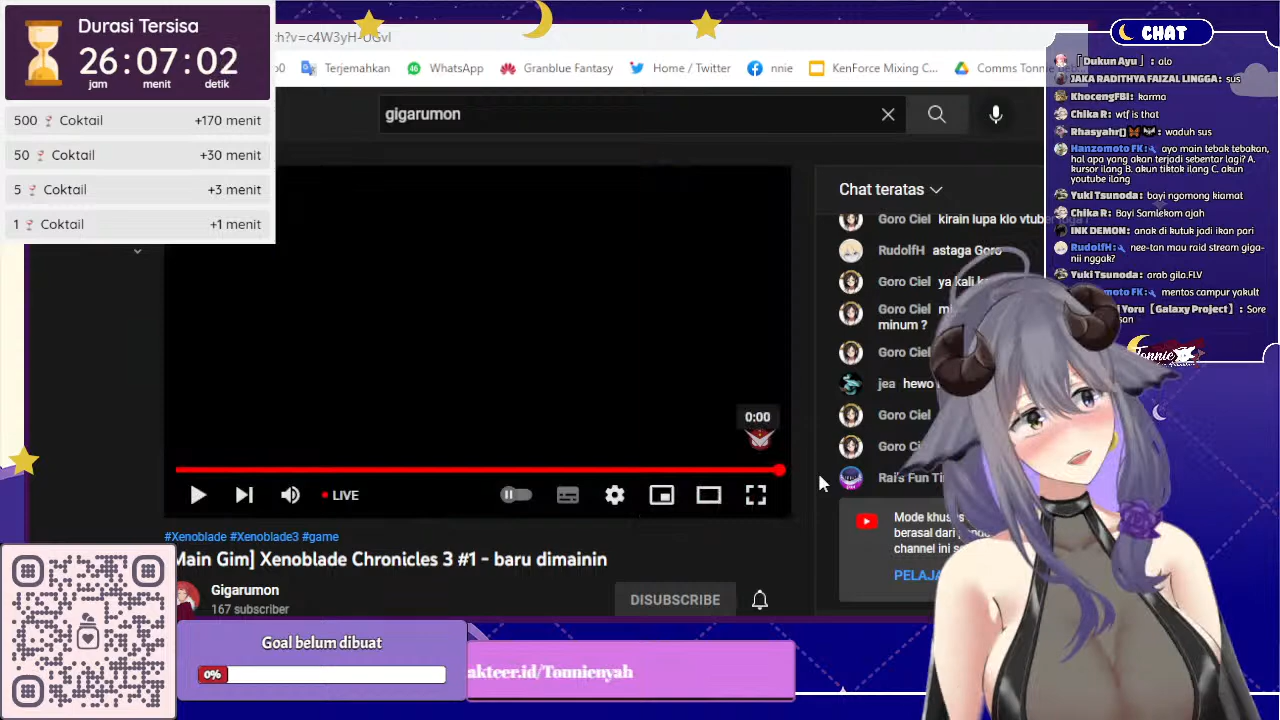 Durasi Tersisa
26:07:02
jam menit detik
500 Coktail +170 menit
50 Coktail +30 menit
5 Coktail +3 menit
1 Coktail +1 menit
ch?v=c4W3yH-UGvI
Terjemahkan
WhatsApp
Granblue Fantasy
Home / Twitter
nnie
KenForce Mixing C...
Comms Tonnie
gigarumon
0:00
LIVE
#Xenoblade #Xenoblade3 #game
Main Gim] Xenoblade Chronicles 3 #1 - baru dimainin
Gigarumon
167 subscriber
DISUBSCRIBE
Chat teratas
Goro Ciel kirain lupa klo vtuber
RudolfH astaga Goro
Goro Ciel ya kali
Goro Ciel
minum ?
Goro Ciel
jea hewo
Goro Ciel
Goro Ciel
Rai's Fun
Mode khus
berasal dari
channel ini
PELAJA
CHAT
「Dukun Ayu」: alo
JAKA RADITHYA FAIZAL LINGGA: sus
KhocengFBI: karma
Chika R: wtf is that
Rhasyahr[]: waduh sus
Hanzomoto FK: ayo main tebak tebakan,
hal apa yang akan terjadi sebentar lagi? A.
kursor ilang B. akun tiktok ilang C. akun
youtube ilang
Yuki Tsunoda: bayi ngomong kiamat
Chika R: Bayi Samlekom ajah
INK DEMON: anak di kutuk jadi ikan pari
RudolfH: nee-tan mau raid stream giga-
nii nggak?
Yuki Tsunoda: arab gila.FLV
moto FK: mentos campur yakult
Yoru【Galaxy Project】: Sore
san
Tonnie
Goal belum dibuat
0%
akteer.id/Tonnienyah